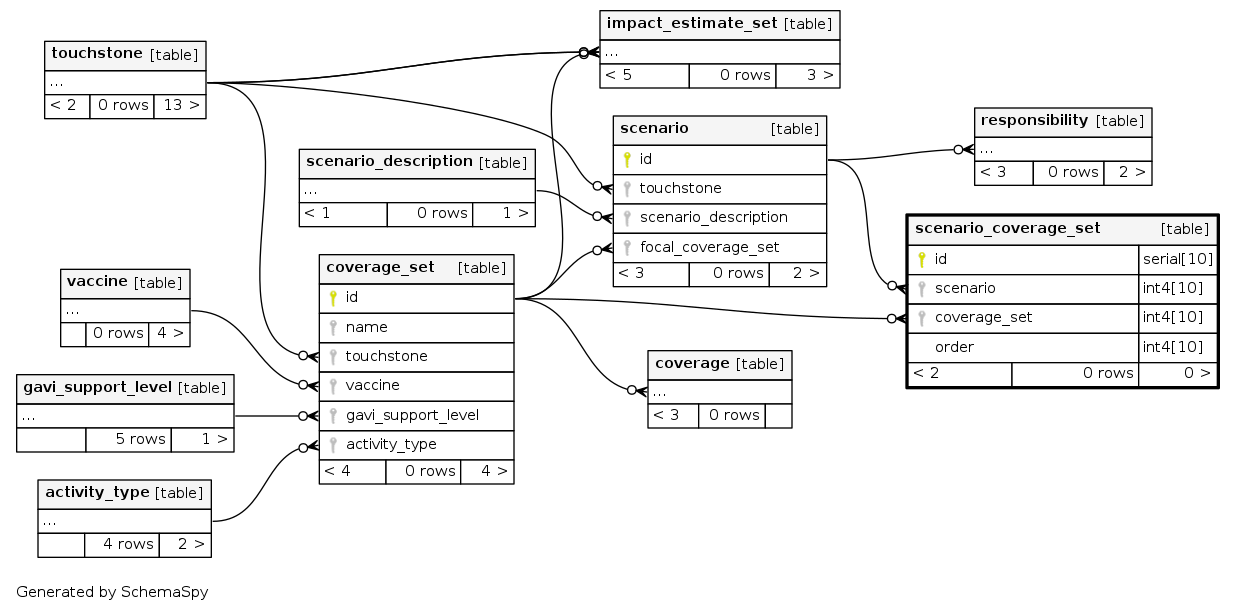 touchstone [table]
...
< 2 0 rows 13 >
impact_estimate_set [table]
...
< 5 0 rows 3 >
scenario [table]
id
touchstone
scenario_description
focal_coverage_set
< 3 0 rows 2 >
responsibility [table]
...
< 3 0 rows 2 >
scenario_description [table]
...
< 1 0 rows 1 >
scenario_coverage_set [table]
id serial[10]
scenario int4[10]
coverage_set int4[10]
order int4[10]
< 2 0 rows 0 >
coverage_set [table]
id
name
touchstone
vaccine
gavi_support_level
activity_type
< 4 0 rows 4 >
vaccine [table]
...
0 rows 4 >
coverage [table]
...
< 3 0 rows
gavi_support_level [table]
...
5 rows 1 >
activity_type [table]
...
4 rows 2 >
Generated by SchemaSpy